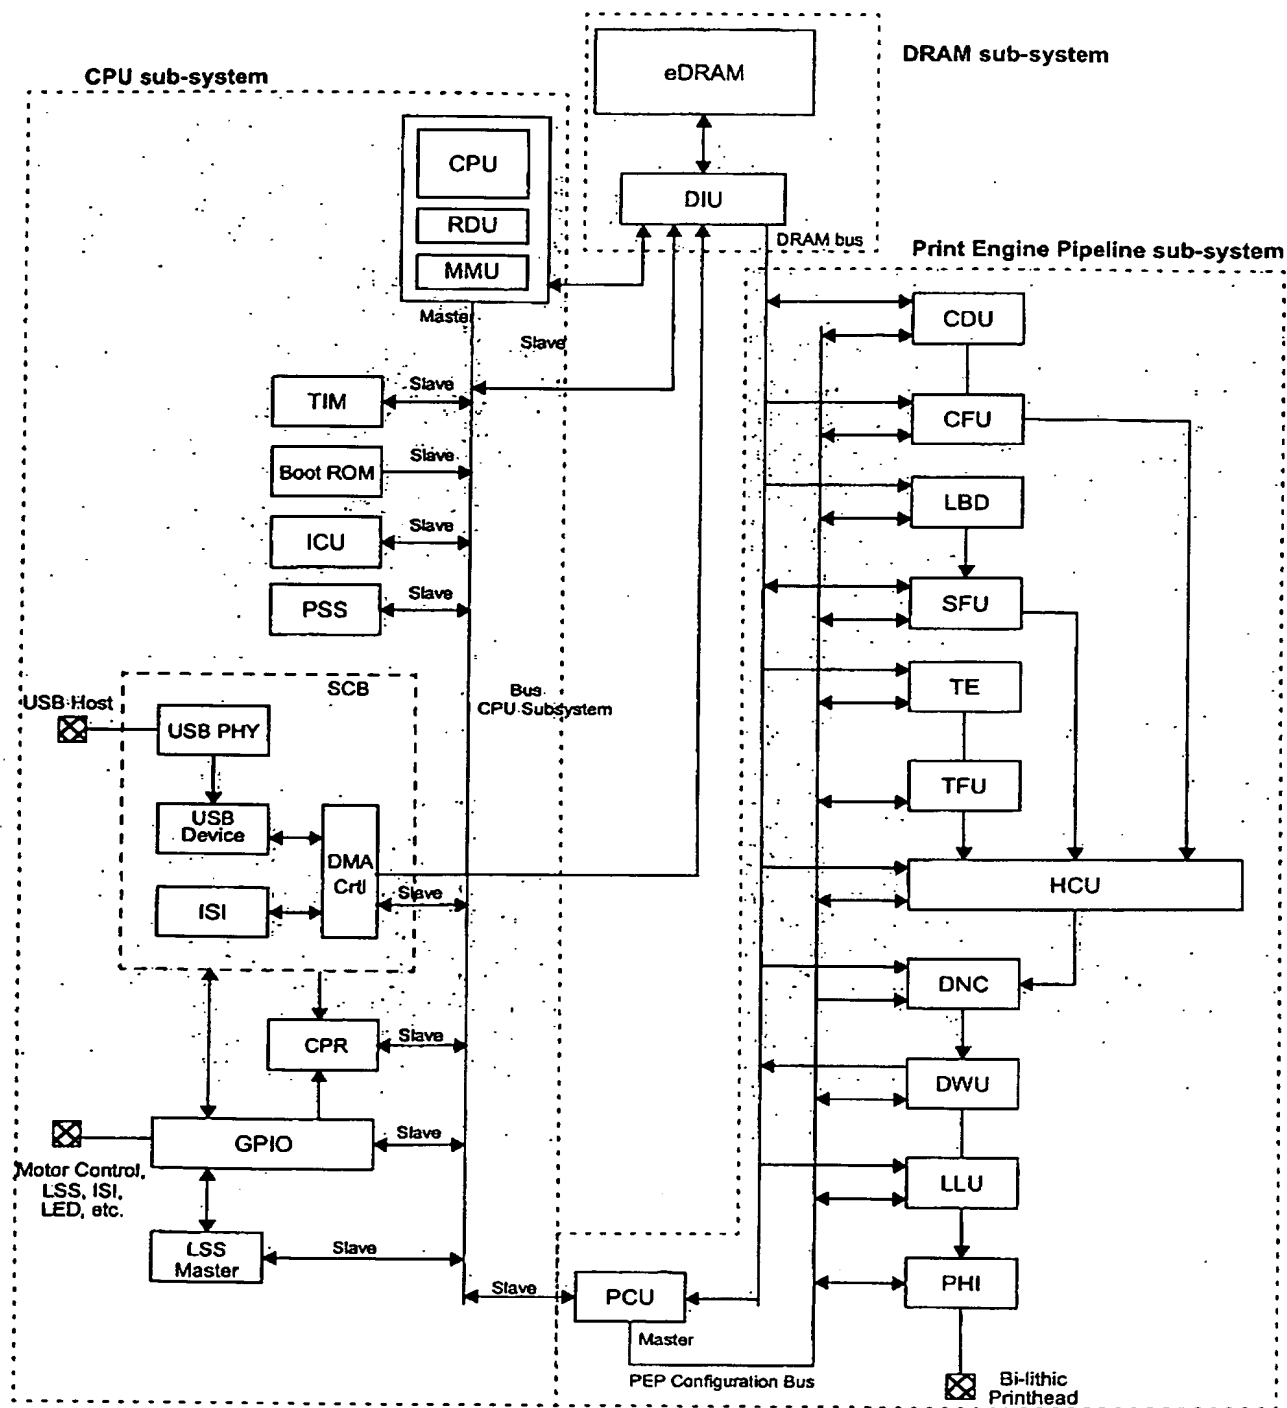 DRAM sub-system
CPU sub-system
eDRAM
CPU
RDU
MMU
Master
DIU
DRAM bus
Print Engine Pipeline sub-system
Slave
TIM
Slave
Boot ROM
Slave
ICU
Slave
PSS
Slave
Bus
CPU Subsystem
SCB
USB Host
USB PHY
USB
Device
DMA
Crtl
Slave
ISI
CPR
Slave
GPIO
Slave
Motor Control,
LSS, ISI,
LED, etc.
LSS
Master
Slave
Slave
PCU
Master
PEP Configuration Bus
CDU
CFU
LBD
SFU
TE
TFU
HCU
DNC
DWU
LLU
PHI
Bi-lithic
Printhead